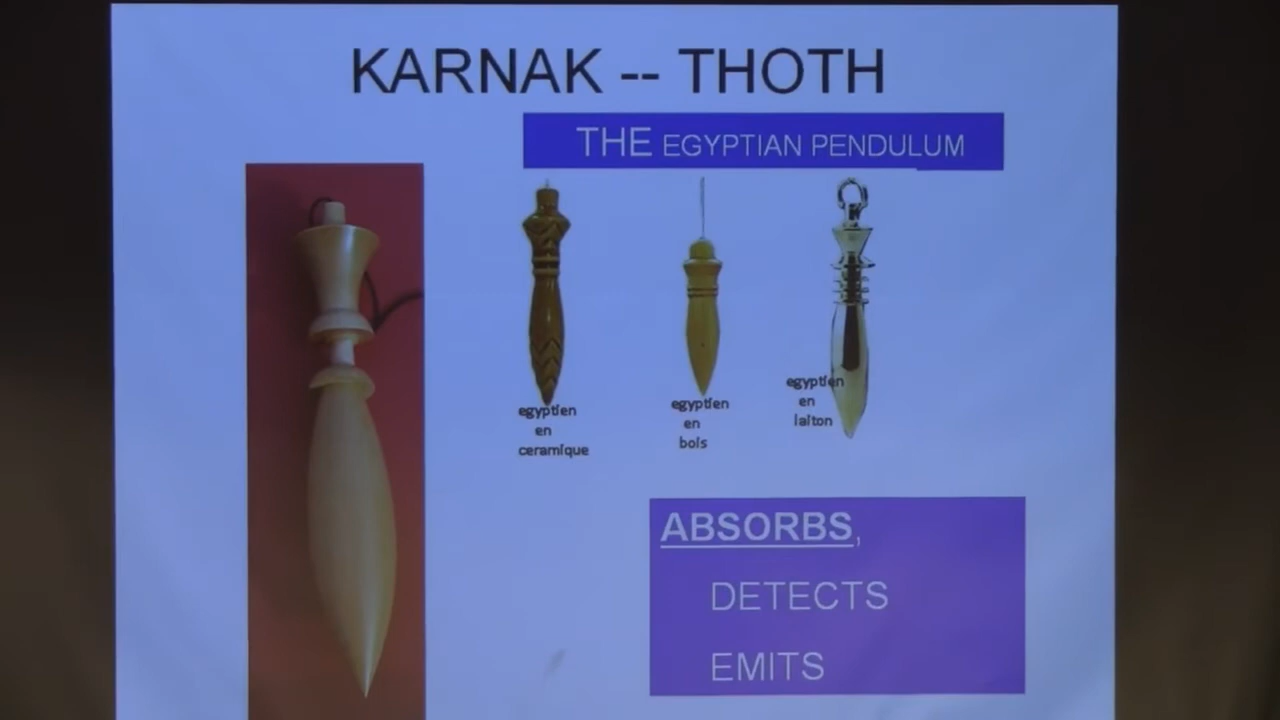 KARNAK -- THOTH
THE EGYPTIAN PENDULUM
egyptien
en
ceramique
egyptien
en
bois
egyptien
en
laiton
ABSORBS,
DETECTS
EMITS